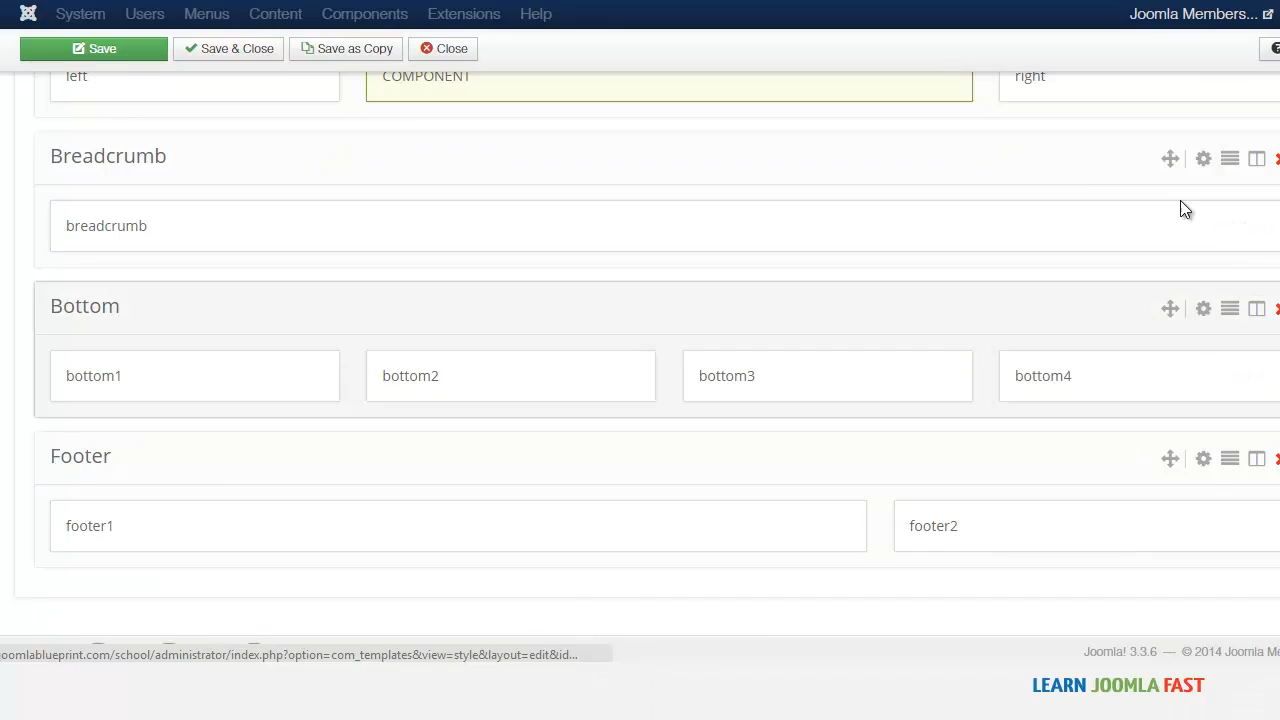 System Users Menus Content Components Extensions Help Joomla Members...
Save Save & Close Save as Copy Close
left COMPONENT right
Breadcrumb
breadcrumb
Bottom
bottom1 bottom2 bottom3 bottom4
Footer
footer1 footer2
joomlablueprint.com/school/administrator/index.php?option=com_templates&view=style&layout=edit&id...
Joomla! 3.3.6 — © 2014 Joomla Me
LEARN JOOMLA FAST